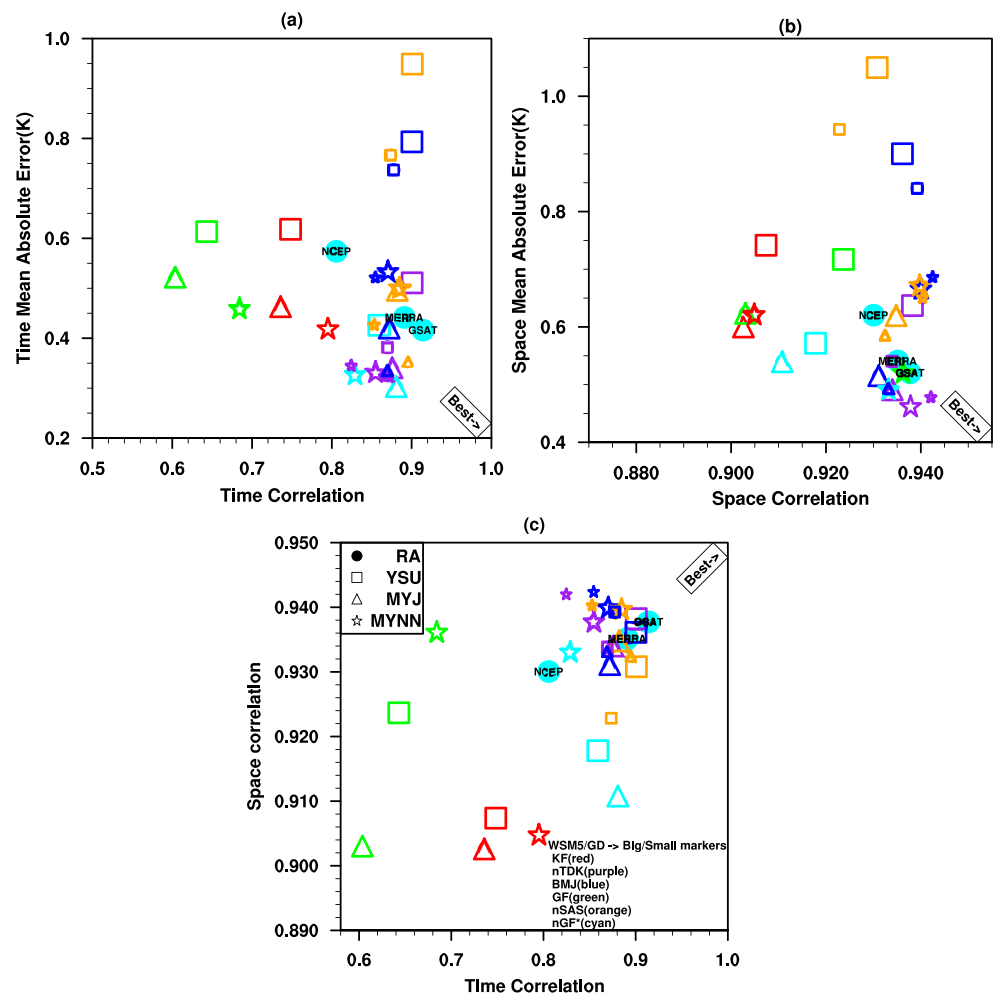 (a)
Time Mean Absolute Error(K)
1.0
0.8
0.6
0.4
0.2
NCEP
MERRA
GSAT
Best->
0.5 0.6 0.7 0.8 0.9 1.0
Time Correlation
(b)
Space Mean Absolute Error(K)
1.0
0.8
0.6
0.4
NCEP
MERRA
GSAT
Best->
0.880 0.900 0.920 0.940
Space Correlation
(c)
Space correlation
0.950
0.940
0.930
0.920
0.910
0.900
0.890
RA
YSU
MYJ
MYNN
Best->
GSAT
MERRA
NCEP
WSM5/GD -> BIg/Small markers
KF(red)
nTDK(purple)
BMJ(blue)
GF(green)
nSAS(orange)
nGF*(cyan)
0.6 0.7 0.8 0.9 1.0
TIme Correlation